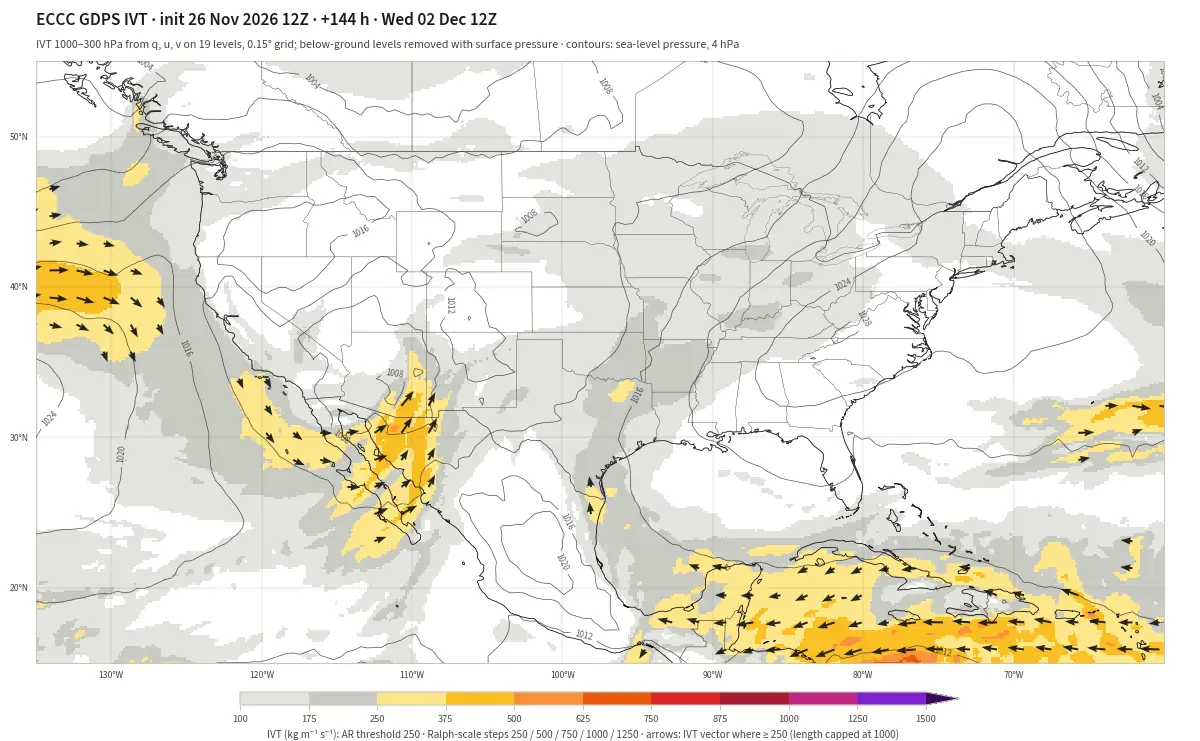 ECCC GDPS IVT · init 26 Nov 2026 12Z · +144 h · Wed 02 Dec 12Z
IVT 1000–300 hPa from q, u, v on 19 levels, 0.15° grid; below-ground levels removed with surface pressure · contours: sea-level pressure, 4 hPa
1004
1004
1008
1004
50°N
1012
1016
1008
1020
40°N
1024
1012
1028
1016
1008
1016
1024
30°N
1020
1016
1020
20°N
1012
1012
130°W
120°W
110°W
100°W
90°W
80°W
70°W
100
175
250
375
500
625
750
875
1000
1250
1500
IVT (kg m⁻¹ s⁻¹): AR threshold 250 · Ralph-scale steps 250 / 500 / 750 / 1000 / 1250 · arrows: IVT vector where ≥ 250 (length capped at 1000)